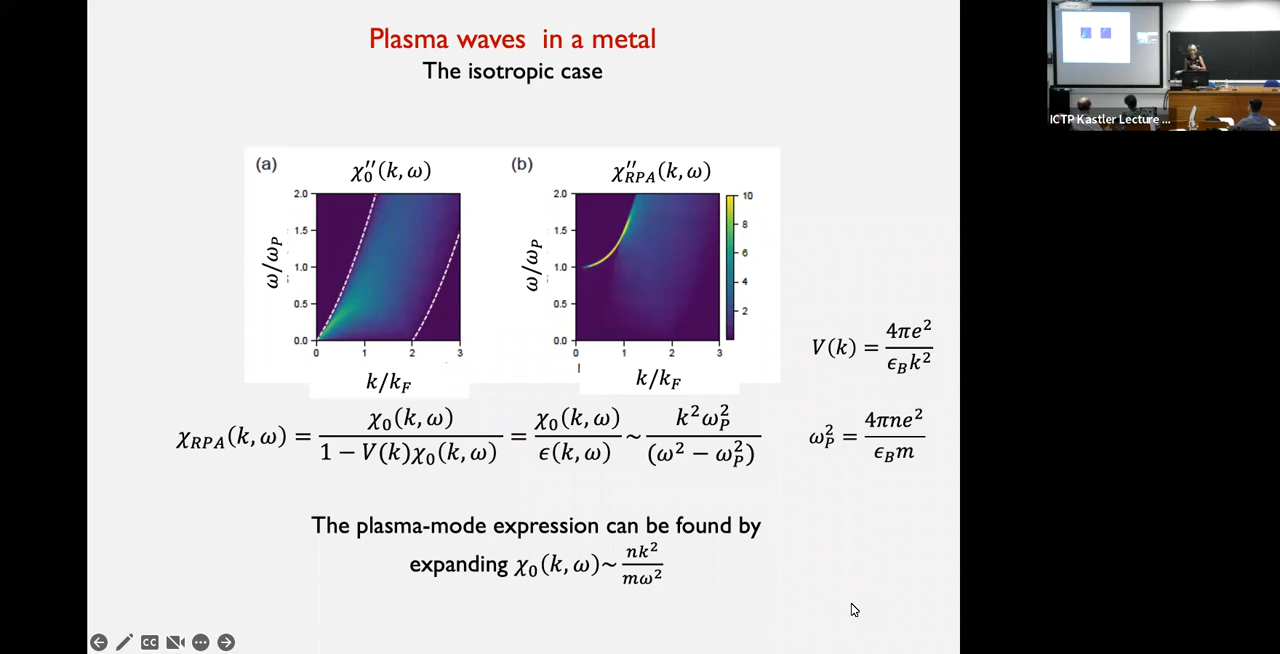 Plasma waves in a metal
The isotropic case
ICTP Kastler Lecture ...
(a) χ₀″(k, ω)
2.0
1.5
1.0
0.5
0.0
ω/ω_P
0 1 2 3
k/k_F
(b) χ″_RPA(k, ω)
2.0
1.5
1.0
0.5
0.0
ω/ω_P
0 1 2 3
k/k_F
10
8
6
4
2
V(k) = 4πe²/(ϵ_B k²)
χ_RPA(k, ω) = χ₀(k, ω)/(1 − V(k)χ₀(k, ω)) = χ₀(k, ω)/ϵ(k, ω) ~ k²ω_P²/(ω² − ω_P²)
ω_P² = 4πne²/(ϵ_B m)
The plasma-mode expression can be found by
expanding χ₀(k, ω)~ nk²/(mω²)
CC